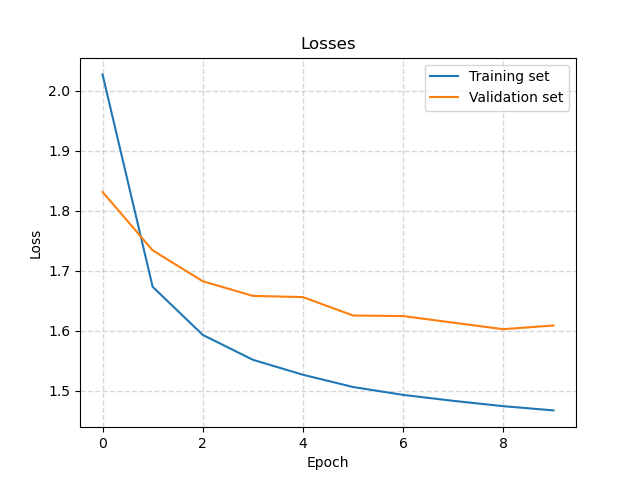 Losses
Training set
Validation set
2.0
1.9
1.8
1.7
1.6
1.5
Loss
0 2 4 6 8
Epoch